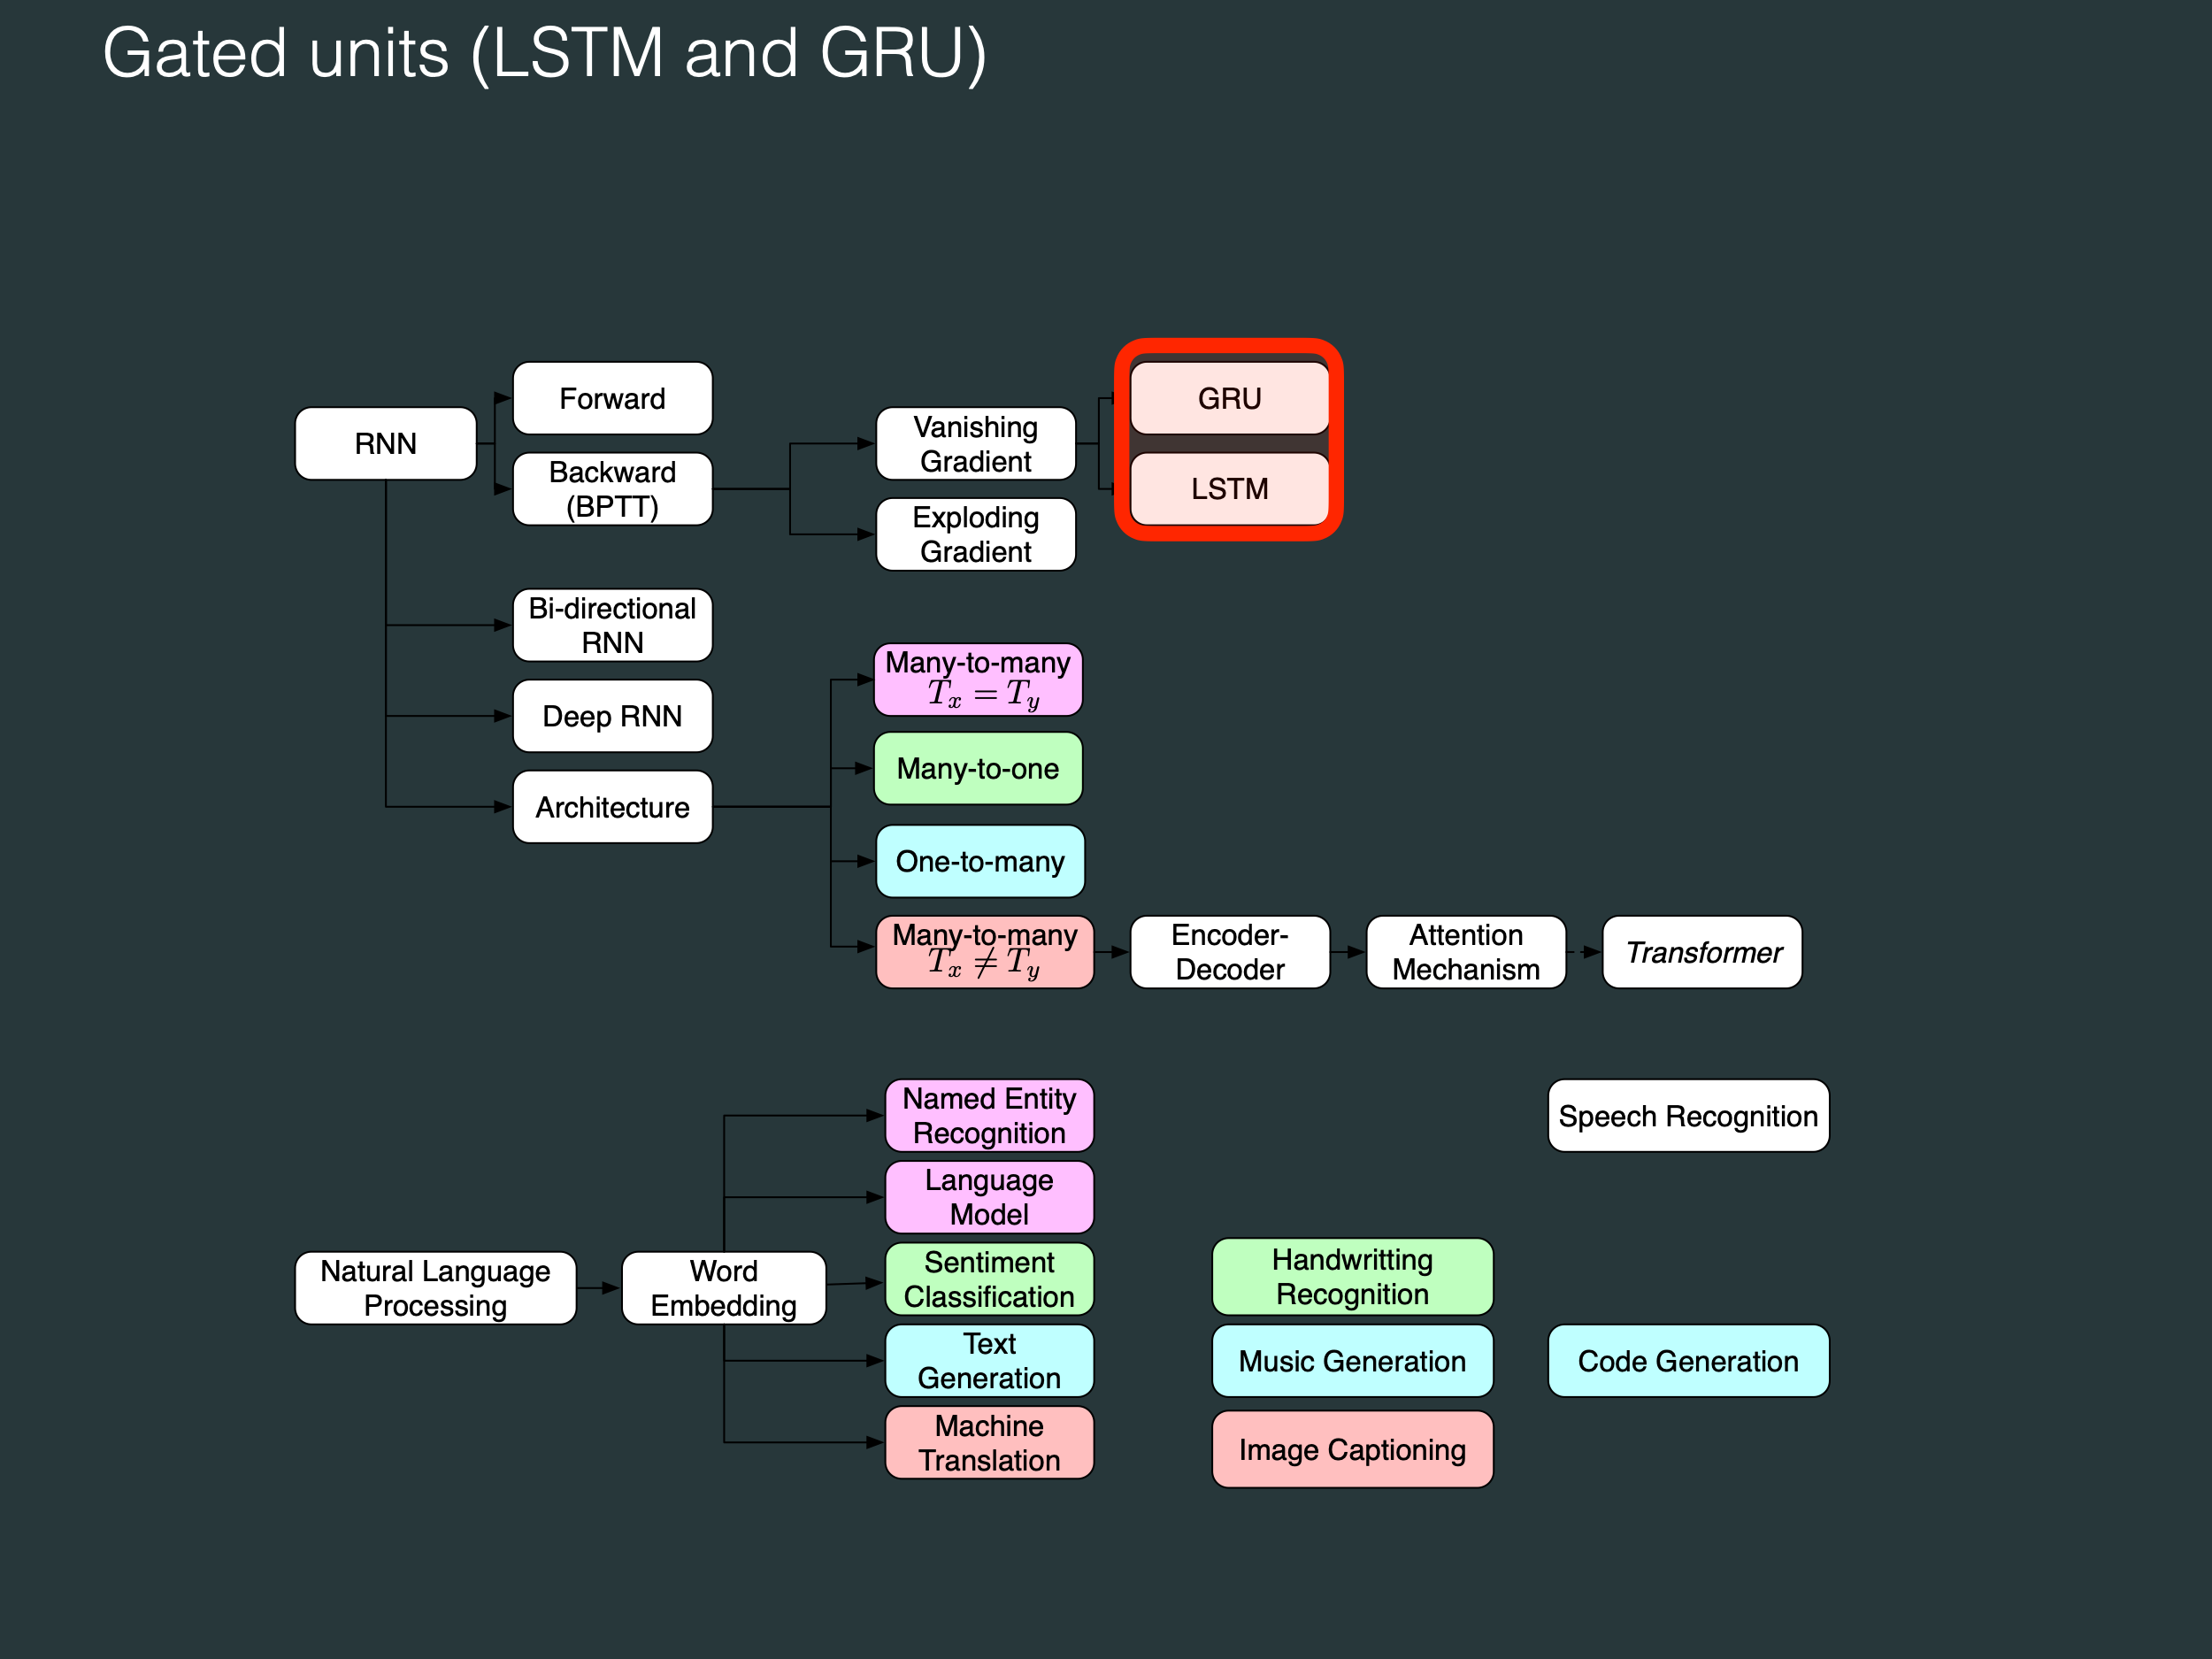 Gated units (LSTM and GRU)
RNN
Forward
Backward
(BPTT)
Vanishing
Gradient
Exploding
Gradient
GRU
LSTM
Bi-directional
RNN
Deep RNN
Architecture
Many-to-many
T_x = T_y
Many-to-one
One-to-many
Many-to-many
T_x ≠ T_y
Encoder-
Decoder
Attention
Mechanism
Transformer
Natural Language
Processing
Word
Embedding
Named Entity
Recognition
Language
Model
Sentiment
Classification
Text
Generation
Machine
Translation
Speech Recognition
Handwritting
Recognition
Music Generation
Code Generation
Image Captioning